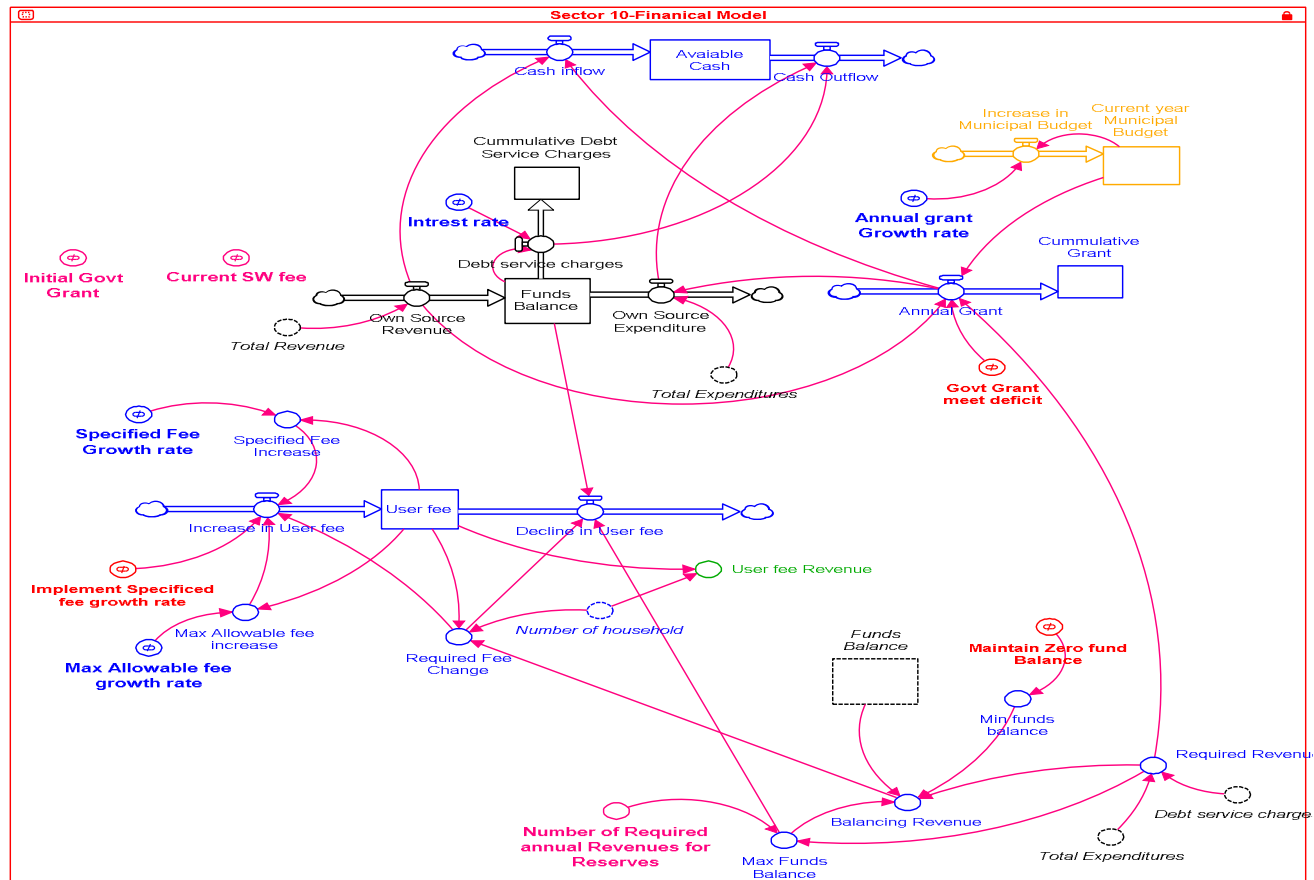 Sector 10-Finanical Model
Cash inflow
Avaiable
Cash
Cash Outflow
Increase in
Municipal Budget
Current year
Municipal
Budget
Cummulative Debt
Service Charges
Intrest rate
Annual grant
Growth rate
Cummulative
Grant
Debt service charges
Initial Govt
Grant
Current SW fee
Own Source
Revenue
Funds
Balance
Own Source
Expenditure
Annual Grant
Total Revenue
Total Expenditures
Govt Grant
meet deficit
Specified Fee
Growth rate
Specified Fee
Increase
Increase in User fee
User fee
Decline in User fee
Implement Specificed
fee growth rate
User fee Revenue
Max Allowable fee
increase
Number of household
Max Allowable fee
growth rate
Required Fee
Change
Funds
Balance
Maintain Zero fund
Balance
Min funds
balance
Required Revenue
Number of Required
annual Revenues for
Reserves
Balancing Revenue
Debt service charge
Max Funds
Balance
Total Expenditures